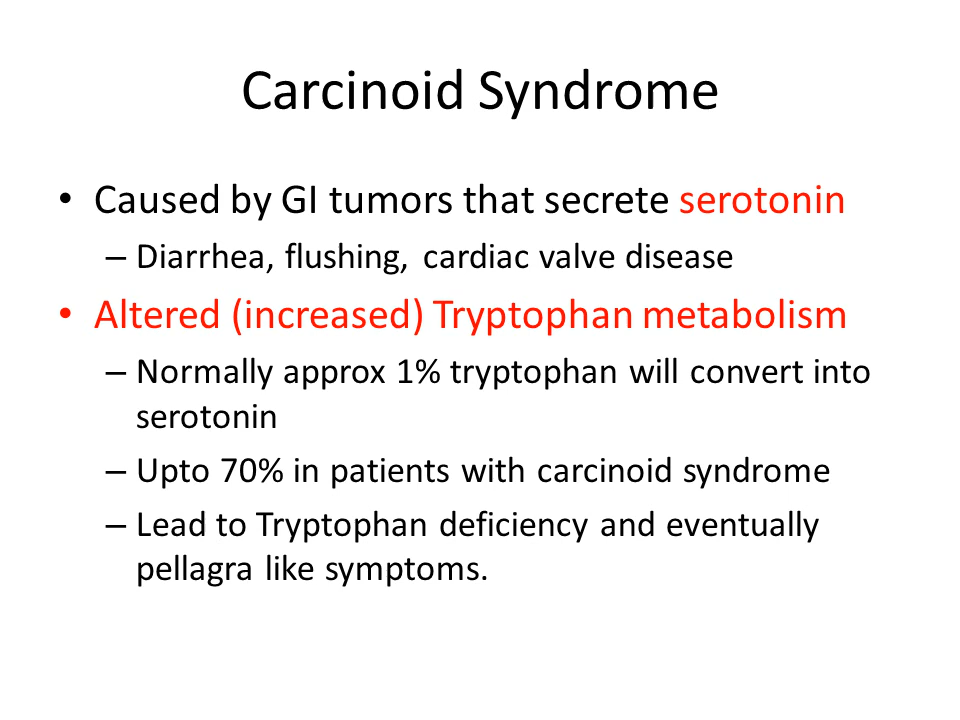 Carcinoid Syndrome
• Caused by GI tumors that secrete serotonin
– Diarrhea, flushing, cardiac valve disease
• Altered (increased) Tryptophan metabolism
– Normally approx 1% tryptophan will convert into
serotonin
– Upto 70% in patients with carcinoid syndrome
– Lead to Tryptophan deficiency and eventually
pellagra like symptoms.